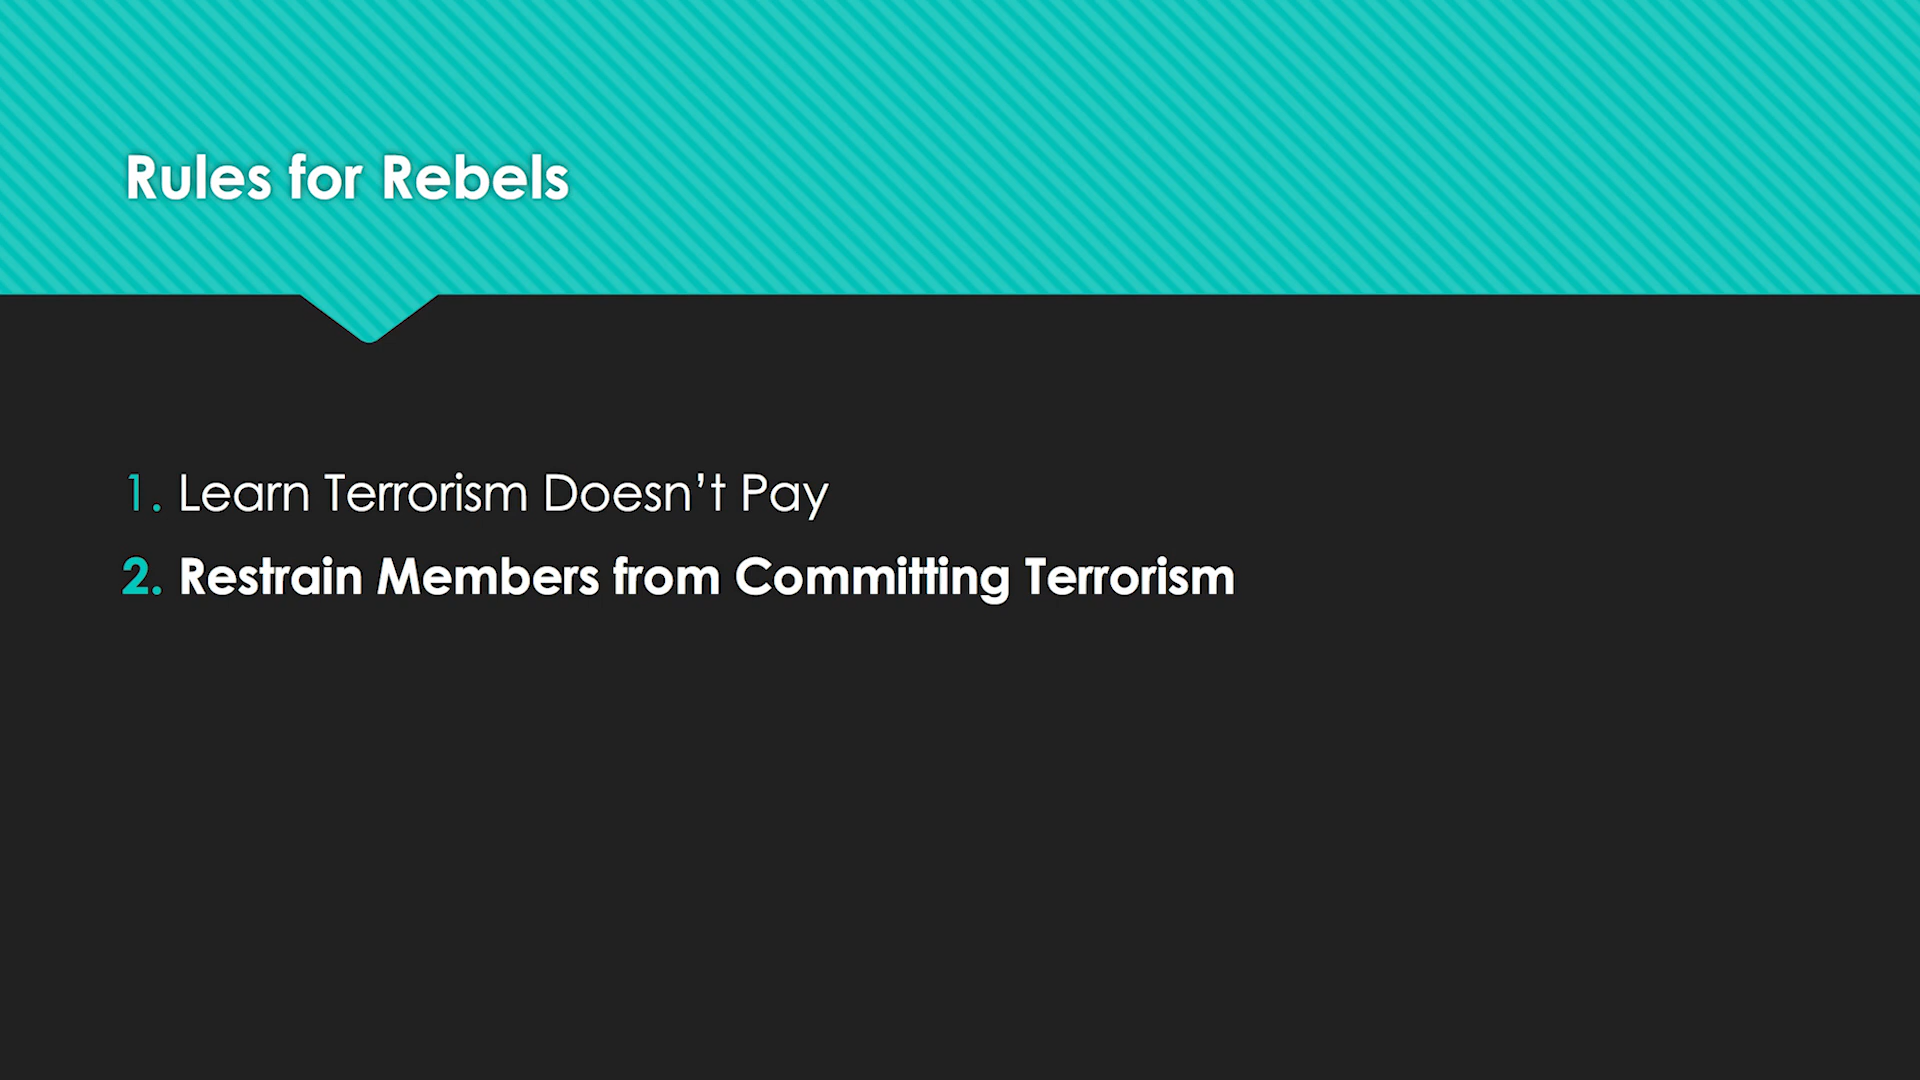 Rules for Rebels
1. Learn Terrorism Doesn’t Pay
2. Restrain Members from Committing Terrorism